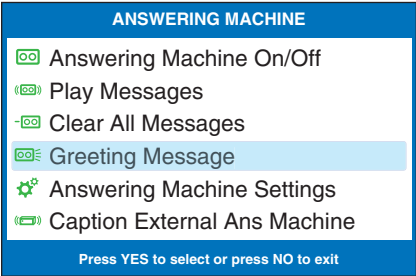 ANSWERING MACHINE
Answering Machine On/Off
Play Messages
Clear All Messages
Greeting Message
Answering Machine Settings
Caption External Ans Machine
Press YES to select or press NO to exit